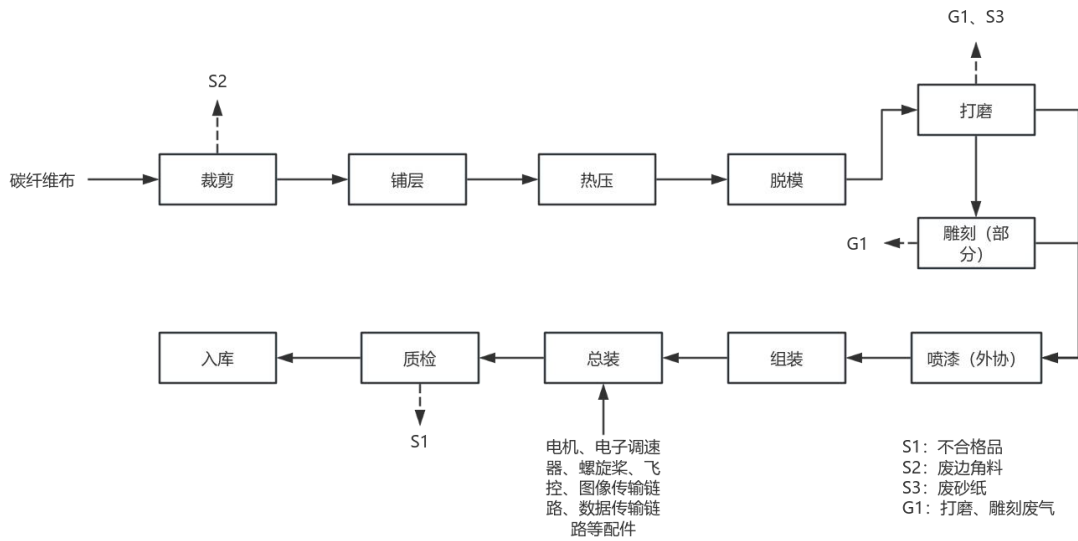 G1、S3
S2
打磨
碳纤维布
裁剪
铺层
热压
脱模
G1
雕刻（部
分）
入库
质检
总装
组装
喷漆（外协）
S1
电机、电子调速
器、螺旋桨、飞
控、图像传输链
路、数据传输链
路等配件
S1：不合格品
S2：废边角料
S3：废砂纸
G1：打磨、雕刻废气